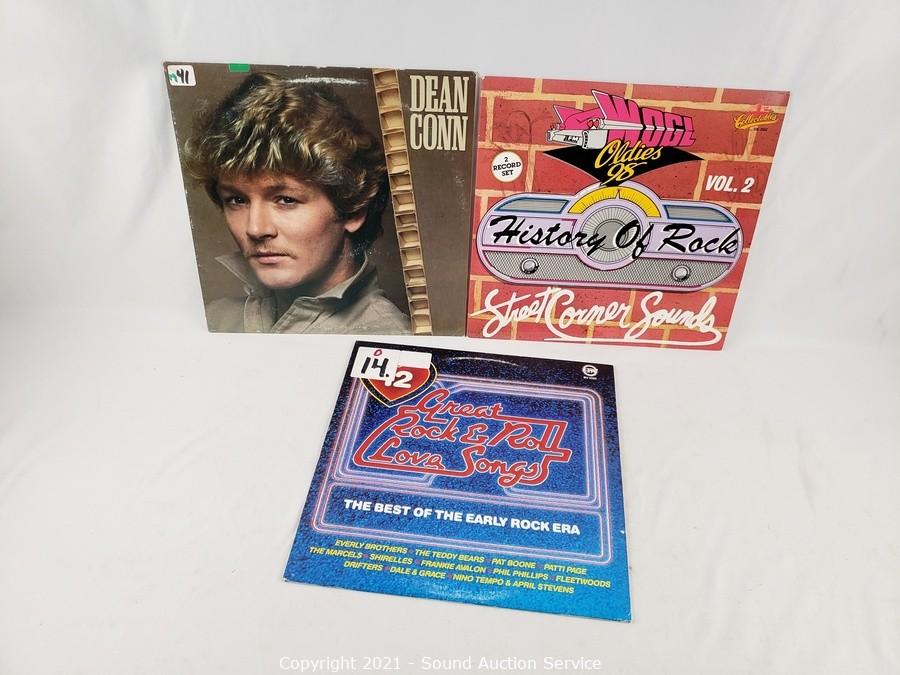 41
DEAN
CONN
WOGL
Oldies
98
2
RECORD
SET
Collectables
VOL. 2
History Of Rock
Street Corner Sounds
14.
12
Great
Rock & Roll
Love Songs
THE BEST OF THE EARLY ROCK ERA
EVERLY BROTHERS • THE TEDDY BEARS • PAT BOONE • PATTI PAGE
THE MARCELS • SHIRELLES • FRANKIE AVALON • PHIL PHILLIPS • FLEETWOODS
DRIFTERS • DALE & GRACE • NINO TEMPO & APRIL STEVENS
Copyright 2021 - Sound Auction Service